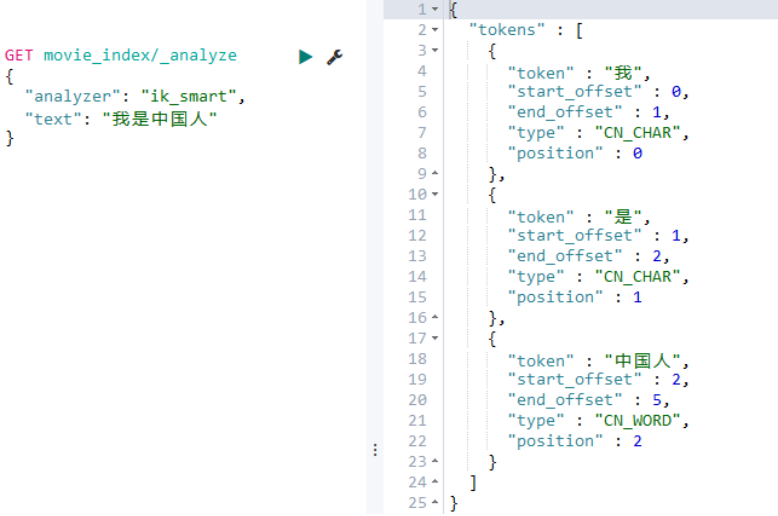 GET movie_index/_analyze
{
  "analyzer": "ik_smart",
  "text": "我是中国人"
}
1 {
2   "tokens" : [
3     {
4       "token" : "我",
5       "start_offset" : 0,
6       "end_offset" : 1,
7       "type" : "CN_CHAR",
8       "position" : 0
9     },
10     {
11       "token" : "是",
12       "start_offset" : 1,
13       "end_offset" : 2,
14       "type" : "CN_CHAR",
15       "position" : 1
16     },
17     {
18       "token" : "中国人",
19       "start_offset" : 2,
20       "end_offset" : 5,
21       "type" : "CN_WORD",
22       "position" : 2
23     }
24   ]
25 }